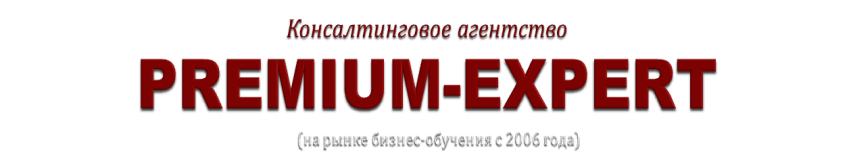 Консалтинговое агентство
PREMIUM-EXPERT
(на рынке бизнес-обучения с 2006 года)